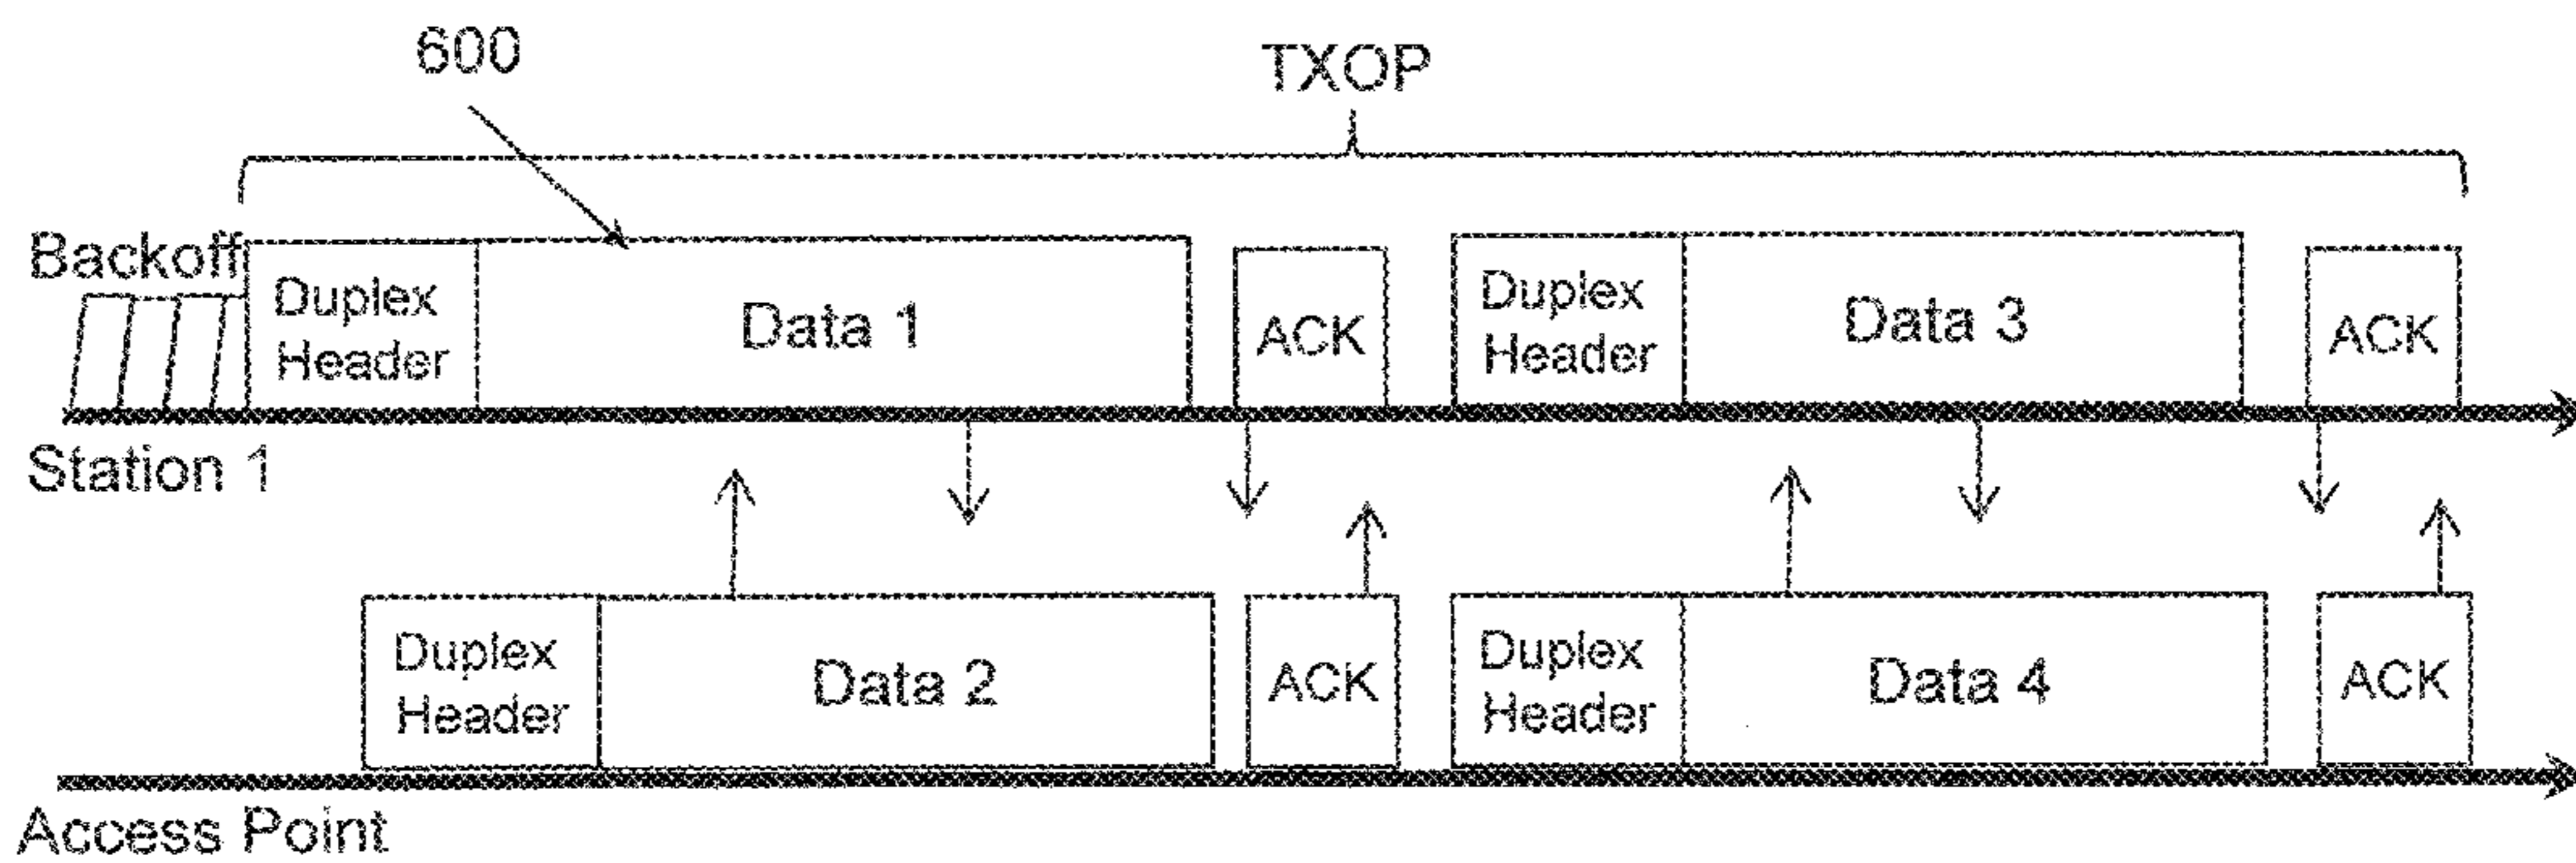 600
TXOP
Backoff
Duplex
Header
Data 1
ACK
Duplex
Header
Data 3
ACK
Station 1
Duplex
Header
Data 2
ACK
Duplex
Header
Data 4
ACK
Access Point